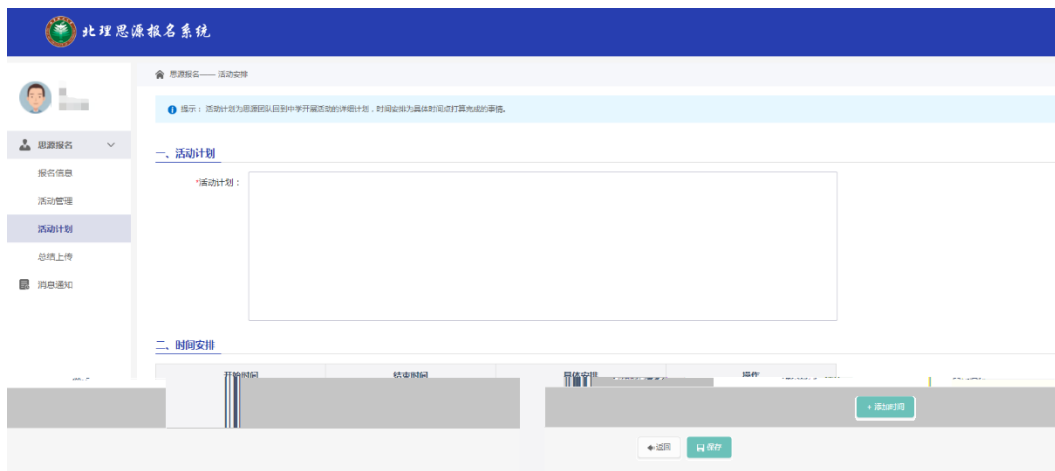 北理思源报名系统
思源报名—— 活动安排
提示： 活动计划为思源团队回到中学开展活动的详细计划，时间安排为具体时间点打算完成的事情。
思源报名
报名信息
活动管理
活动计划
总结上传
消息通知
一、活动计划
*活动计划：
二、时间安排
开始时间 结束时间 具体安排 操作
+ 添加时间
返回 保存